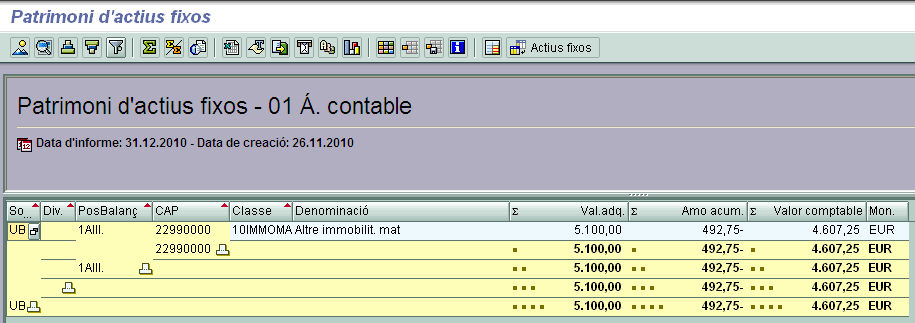 Patrimoni d'actius fixos
Actius fixos
Patrimoni d'actius fixos - 01 Á. contable
Data d'informe: 31.12.2010 - Data de creació: 26.11.2010
So... Div. PosBalanç CAP Classe Denominació Σ Val.adq. Σ Amo acum. Σ Valor comptable Mon.
UB 1AIII. 22990000 10IMMOMA Altre immobilit. mat 5.100,00 492,75- 4.607,25 EUR
22990000 5.100,00 492,75- 4.607,25 EUR
1AIII. 5.100,00 492,75- 4.607,25 EUR
5.100,00 492,75- 4.607,25 EUR
UB 5.100,00 492,75- 4.607,25 EUR